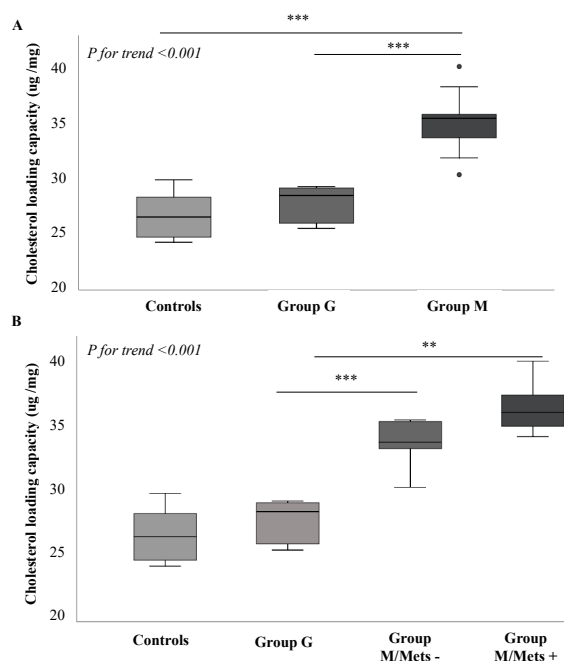 A
***
P for trend <0.001
***
Cholesterol loading capacity (ug /mg)
40
35
30
25
20
Controls
Group G
Group M
B
P for trend <0.001
**
***
Cholesterol loading capacity (ug /mg)
40
35
30
25
20
Controls
Group G
Group
M/Mets -
Group
M/Mets +